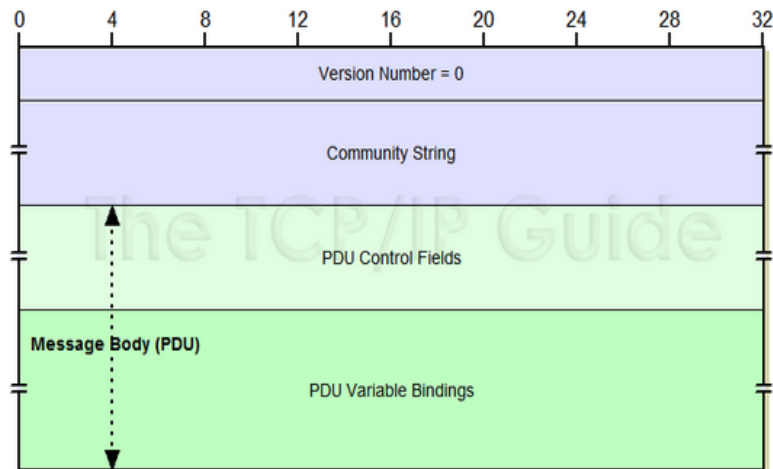 0 4 8 12 16 20 24 28 32
Version Number = 0
Community String
The TCP/IP Guide
PDU Control Fields
Message Body (PDU)
PDU Variable Bindings